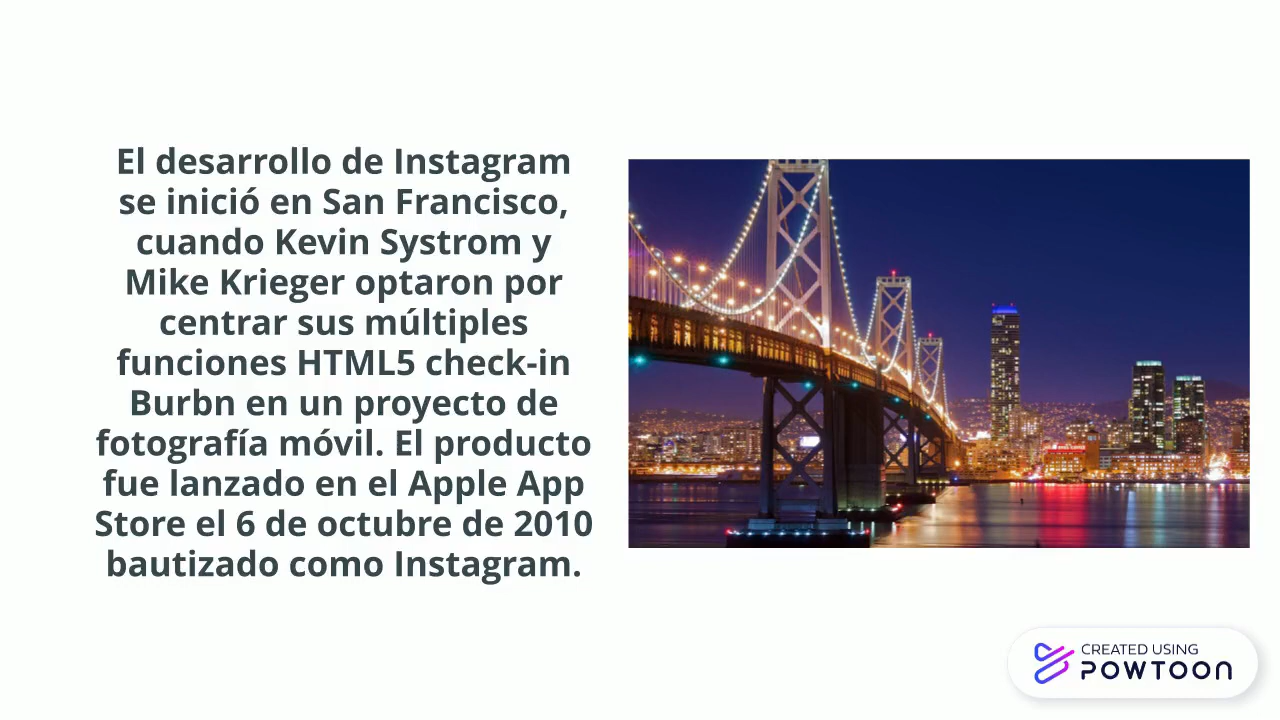 El desarrollo de Instagram
se inició en San Francisco,
cuando Kevin Systrom y
Mike Krieger optaron por
centrar sus múltiples
funciones HTML5 check-in
Burbn en un proyecto de
fotografía móvil. El producto
fue lanzado en el Apple App
Store el 6 de octubre de 2010
bautizado como Instagram.
CREATED USING
POWTOON